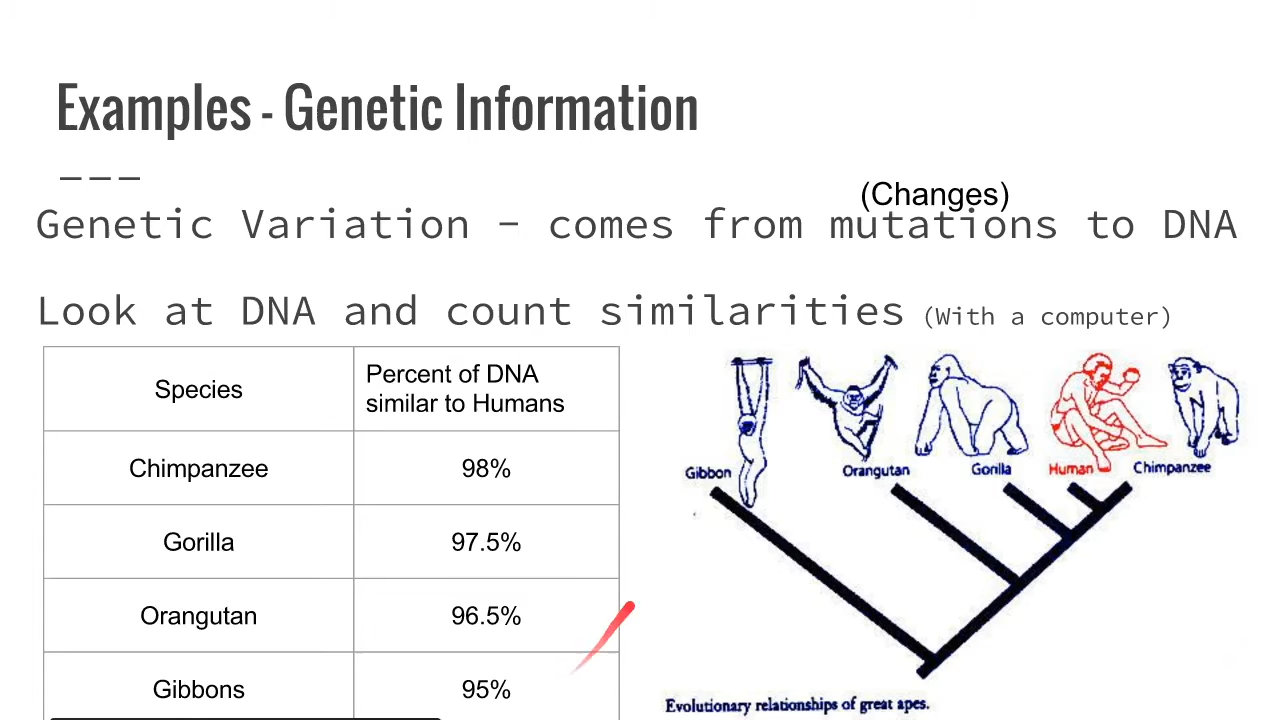 Examples - Genetic Information
———
(Changes)
Genetic Variation - comes from mutations to DNA
Look at DNA and count similarities (With a computer)
Species
Percent of DNA
similar to Humans
Chimpanzee
98%
Gorilla
97.5%
Orangutan
96.5%
Gibbons
95%
Gibbon
Orangutan
Gorilla
Human
Chimpanzee
Evolutionary relationships of great apes.